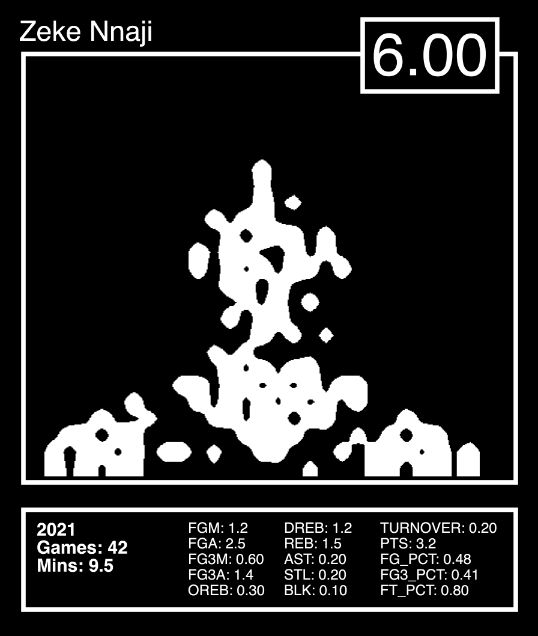 Zeke Nnaji
6.00
2021
Games: 42
Mins: 9.5
FGM: 1.2
FGA: 2.5
FG3M: 0.60
FG3A: 1.4
OREB: 0.30
DREB: 1.2
REB: 1.5
AST: 0.20
STL: 0.20
BLK: 0.10
TURNOVER: 0.20
PTS: 3.2
FG_PCT: 0.48
FG3_PCT: 0.41
FT_PCT: 0.80